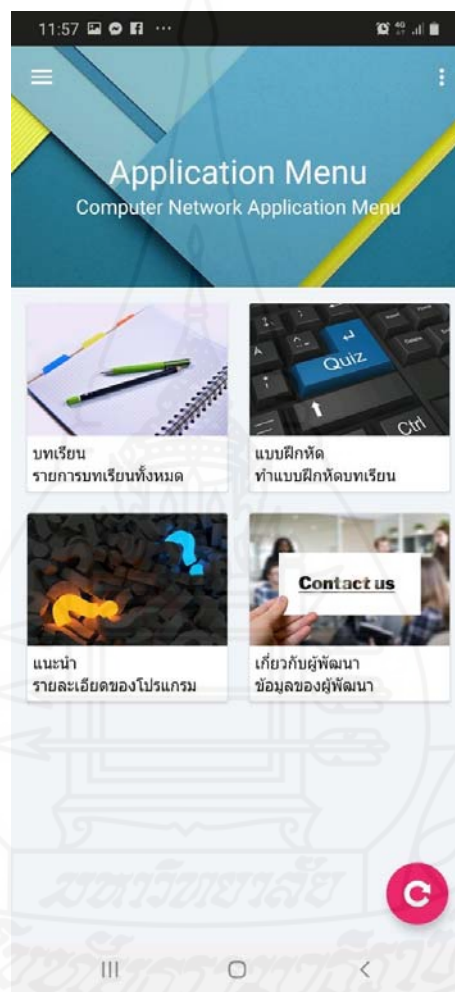 11:57
4G
Application Menu
Computer Network Application Menu
Quiz
Ctrl
บทเรียน
รายการบทเรียนทั้งหมด
แบบฝึกหัด
ทำแบบฝึกหัดบทเรียน
Contact us
แนะนำ
รายละเอียดของโปรแกรม
เกี่ยวกับผู้พัฒนา
ข้อมูลของผู้พัฒนา